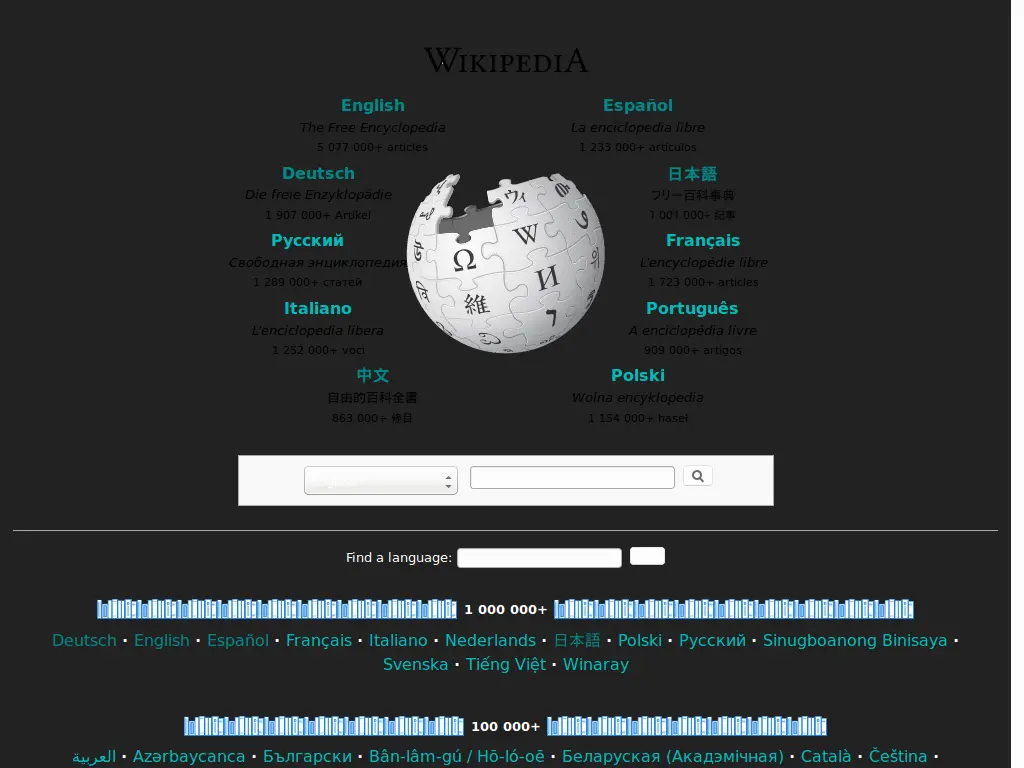 WIKIPEDIA
English Español
The Free Encyclopedia La enciclopedia libre
5 077 000+ articles 1 233 000+ artículos
Deutsch 日本語
Die freie Enzyklopädie フリー百科事典
1 907 000+ Artikel 1 001 000+ 記事
Русский Français
Свободная энциклопедия L'encyclopédie libre
1 289 000+ статей 1 723 000+ articles
Italiano Português
L'enciclopedia libera A enciclopédia livre
1 252 000+ voci 909 000+ artigos
中文 Polski
自由的百科全書 Wolna encyklopedia
863 000+ 條目 1 154 000+ haseł
Find a language:
1 000 000+
Deutsch · English · Español · Français · Italiano · Nederlands · 日本語 · Polski · Русский · Sinugboanong Binisaya ·
Svenska · Tiếng Việt · Winaray
100 000+
العربية · Azərbaycanca · Български · Bân-lâm-gú / Hō-ló-oē · Беларуская (Акадэмічная) · Català · Čeština ·